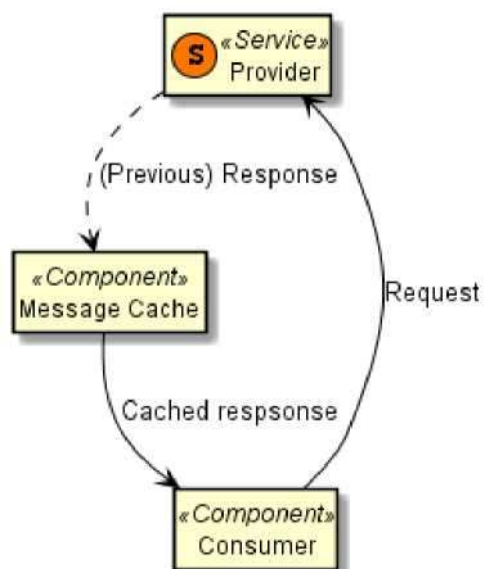 S
«Service»
Provider
(Previous) Response
«Component»
Message Cache
Request
Cached respsonse
«Component»
Consumer